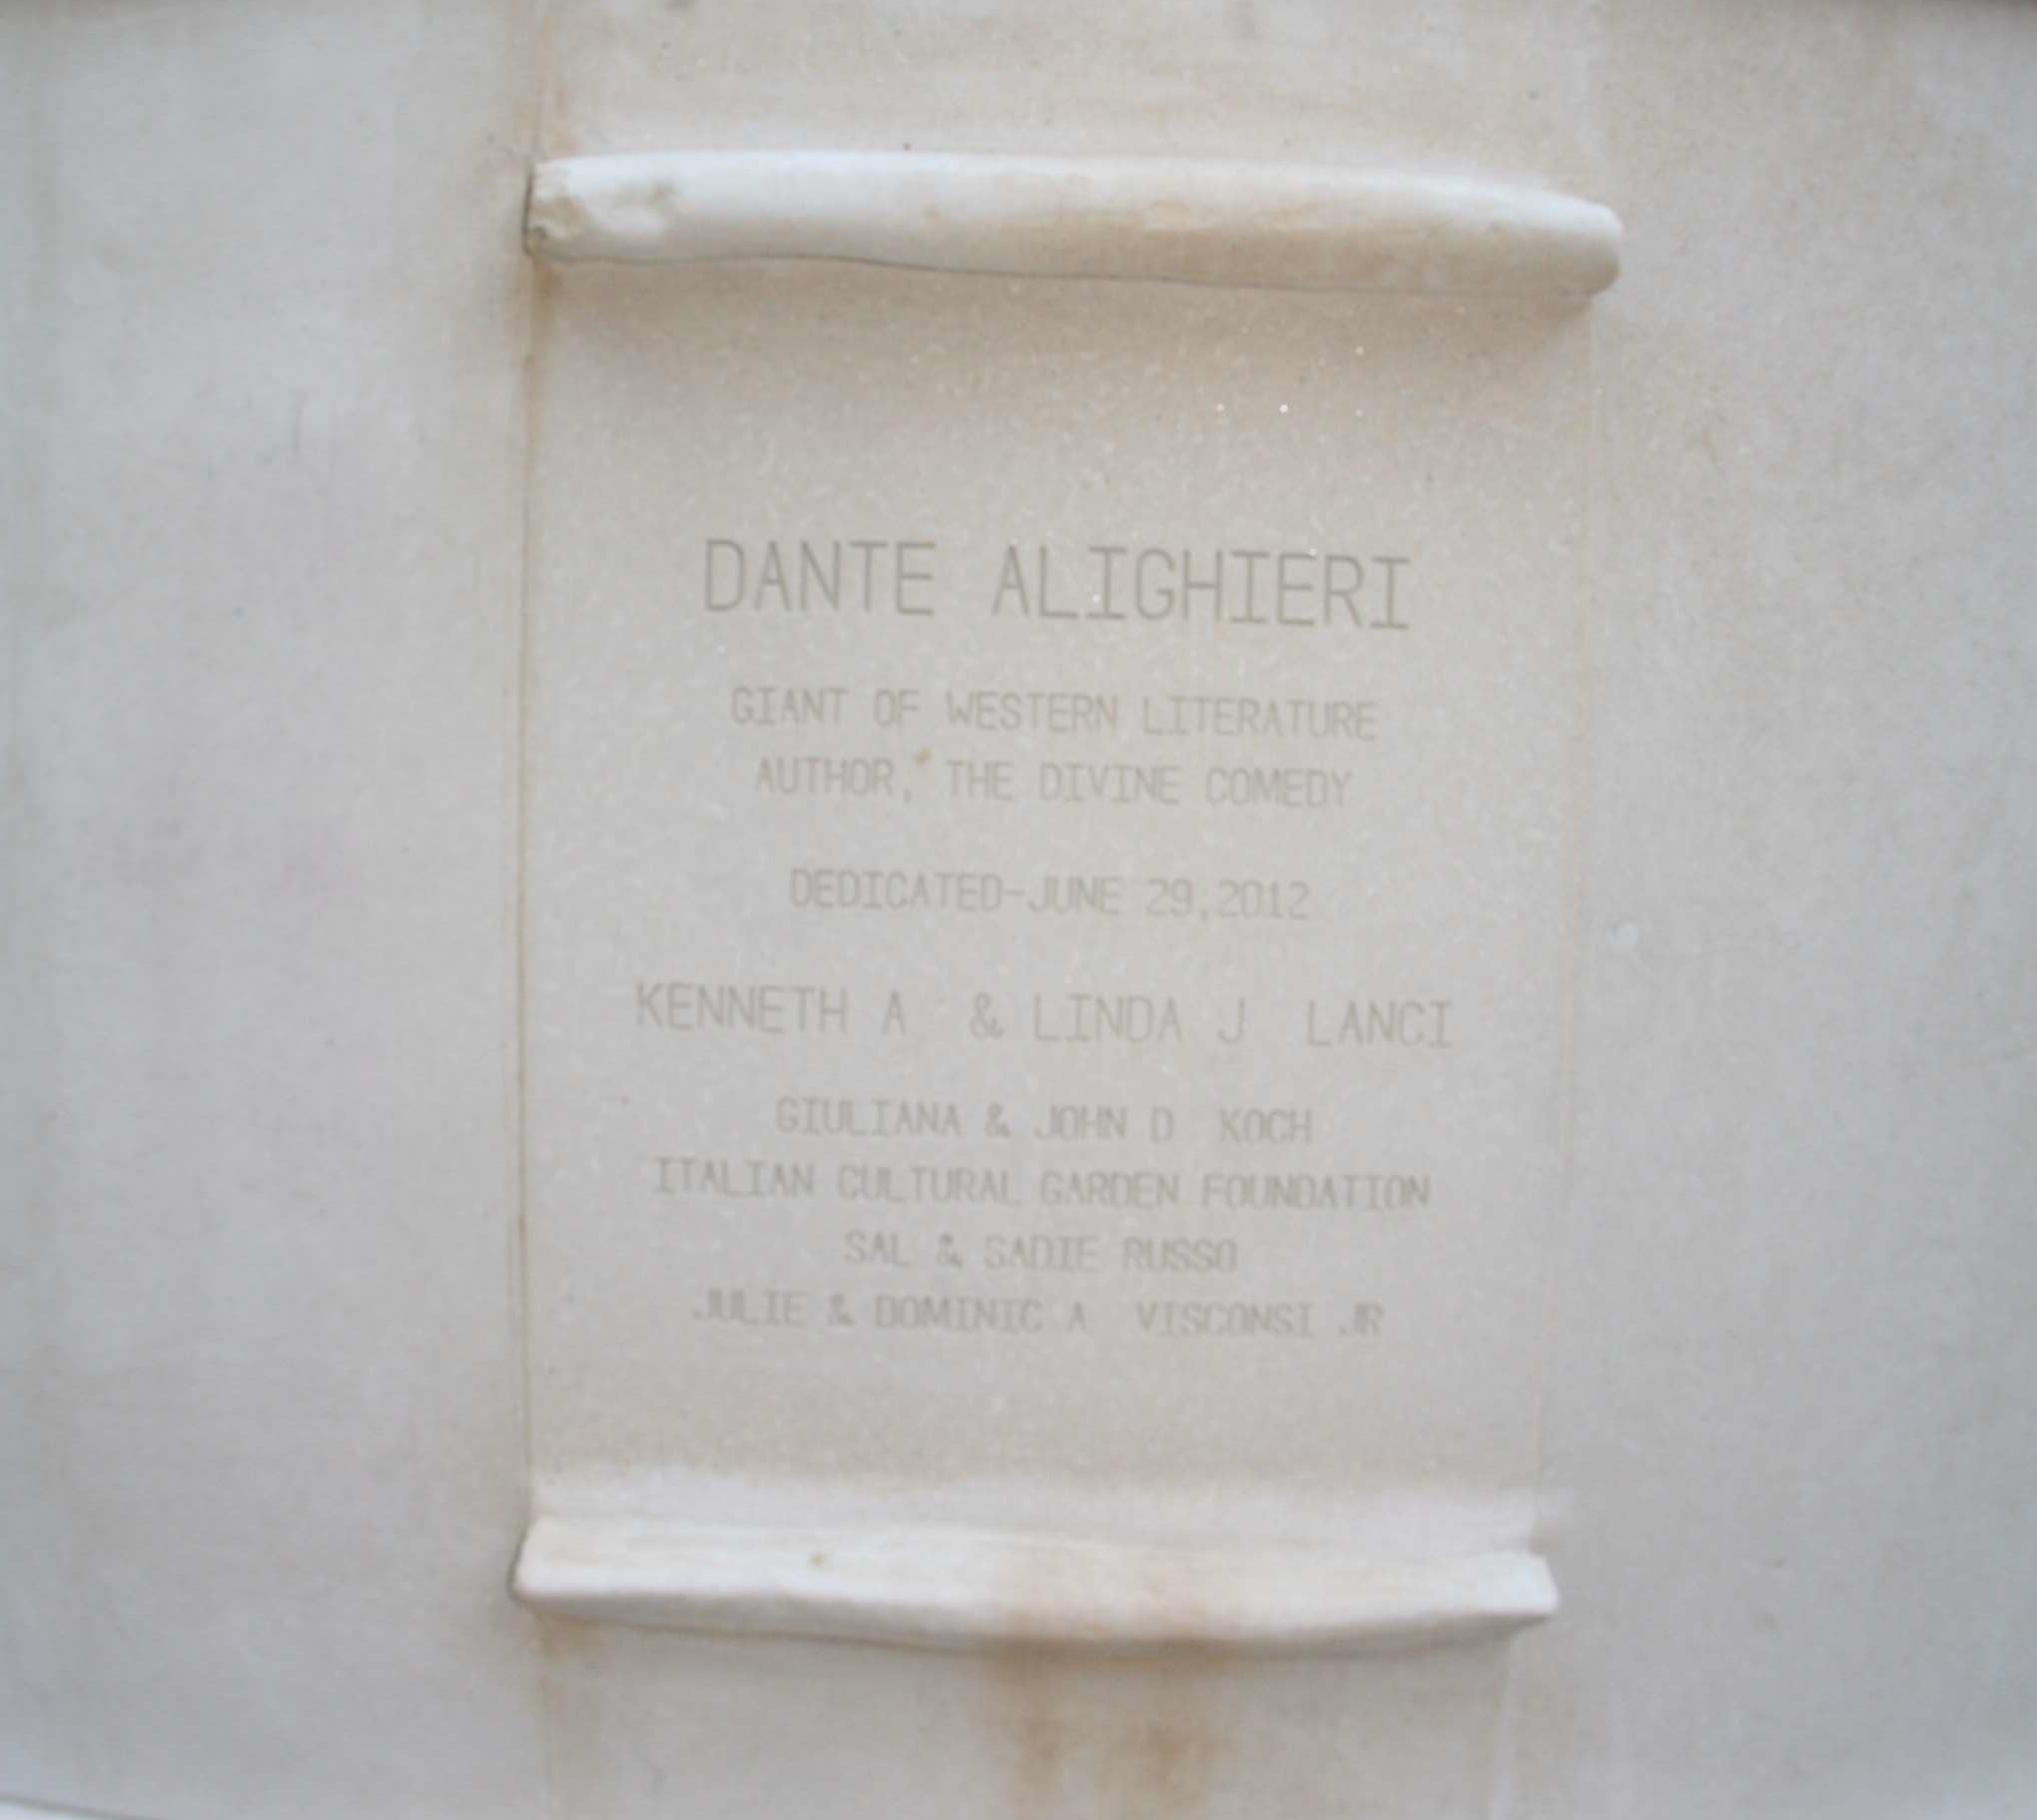 DANTE ALIGHIERI
GIANT OF WESTERN LITERATURE
AUTHOR, THE DIVINE COMEDY
DEDICATED-JUNE 29,2012
KENNETH A & LINDA J LANCI
GIULIANA & JOHN D KOCH
ITALIAN CULTURAL GARDEN FOUNDATION
SAL & SADIE RUSSO
JULIE & DOMINIC A VISCONSI JR